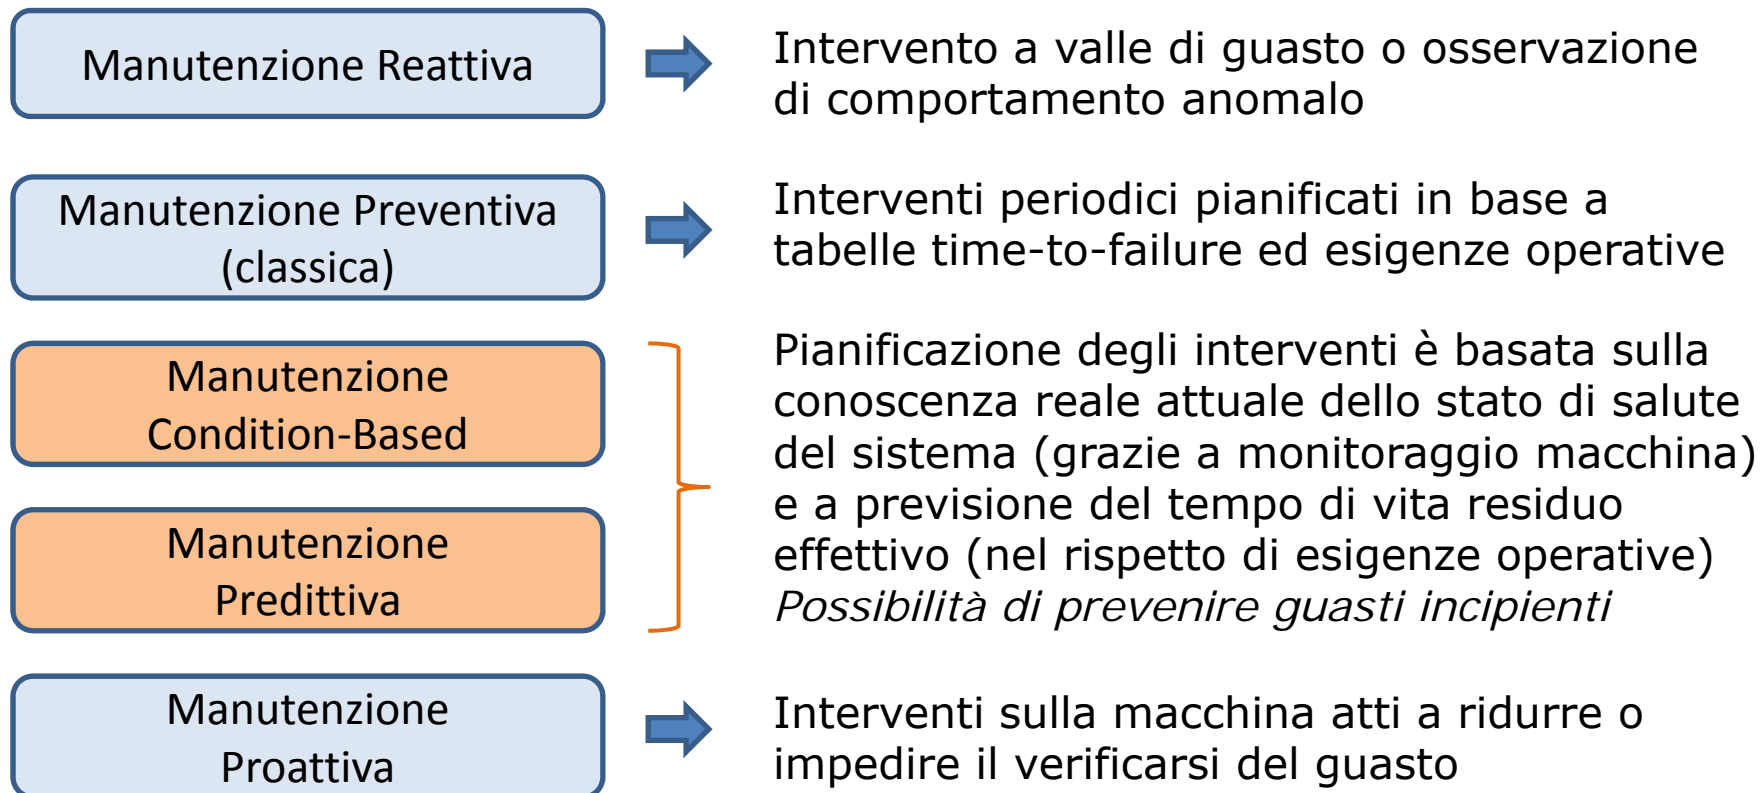 Manutenzione Reattiva
Intervento a valle di guasto o osservazione
di comportamento anomalo
Manutenzione Preventiva
(classica)
Interventi periodici pianificati in base a
tabelle time-to-failure ed esigenze operative
Manutenzione
Condition-Based
Manutenzione
Predittiva
Pianificazione degli interventi è basata sulla
conoscenza reale attuale dello stato di salute
del sistema (grazie a monitoraggio macchina)
e a previsione del tempo di vita residuo
effettivo (nel rispetto di esigenze operative)
Possibilità di prevenire guasti incipienti
Manutenzione
Proattiva
Interventi sulla macchina atti a ridurre o
impedire il verificarsi del guasto